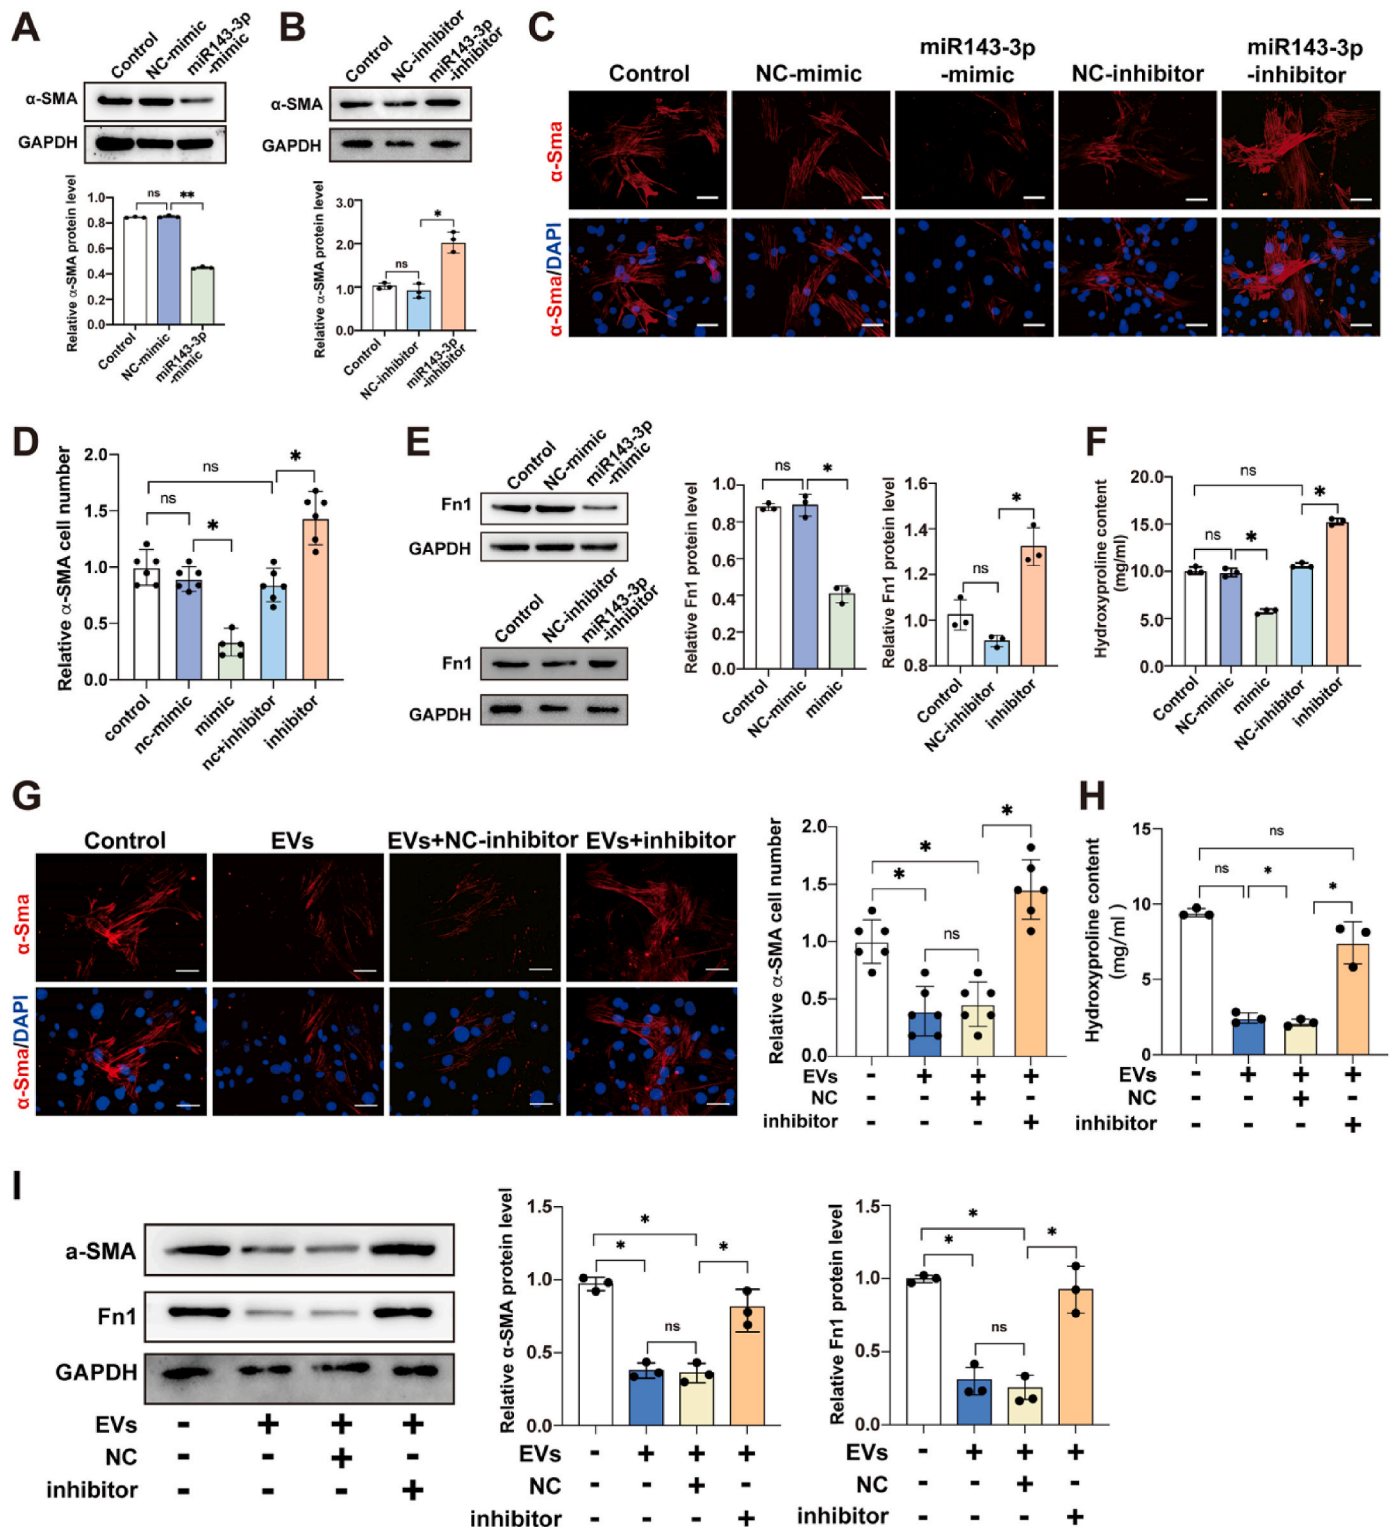 A
Control
NC-mimic
miR143-3p
-mimic
α-SMA
GAPDH
Relative α-SMA protein level
1.0
0.8
0.6
0.4
0.2
0.0
ns
**
Control
NC-mimic
miR143-3p
-mimic
B
Control
NC-inhibitor
miR143-3p
-inhibitor
α-SMA
GAPDH
Relative α-SMA protein level
3.0
2.0
1.0
0.0
ns
*
Control
NC-inhibitor
miR143-3p
-inhibitor
C
Control
NC-mimic
miR143-3p
-mimic
NC-inhibitor
miR143-3p
-inhibitor
α-Sma
α-Sma/DAPI
D
Relative α-SMA cell number
2.0
1.5
1.0
0.5
0.0
ns
ns
*
*
control
nc-mimic
mimic
nc+inhibitor
inhibitor
E
Control
NC-mimic
miR143-3p
-mimic
Fn1
GAPDH
Control
NC-inhibitor
miR143-3p
-inhibitor
Fn1
GAPDH
Relative Fn1 protein level
1.0
0.8
0.6
0.4
0.2
0.0
ns
*
Control
NC-mimic
mimic
Relative Fn1 protein level
1.6
1.4
1.2
1.0
0.8
ns
*
Control
NC-inhibitor
inhibitor
F
Hydroxyproline content
(mg/ml)
20.0
15.0
10.0
5.0
0.0
ns
ns
*
*
Control
NC-mimic
mimic
NC-inhibitor
inhibitor
G
Control
EVs
EVs+NC-inhibitor
EVs+inhibitor
α-Sma
α-Sma/DAPI
Relative α-SMA cell number
2.0
1.5
1.0
0.5
0.0
*
*
ns
*
EVs - + + +
NC - - + -
inhibitor - - - +
H
Hydroxyproline content
(mg/ml )
15
10
5
0
ns
ns
*
*
EVs - + + +
NC - - + -
inhibitor - - - +
I
a-SMA
Fn1
GAPDH
EVs - + + +
NC - - + -
inhibitor - - - +
Relative α-SMA protein level
1.5
1.0
0.5
0.0
*
*
*
ns
EVs - + + +
NC - - + -
inhibitor - - - +
Relative Fn1 protein level
1.5
1.0
0.5
0.0
*
*
*
ns
EVs - + + +
NC - - + -
inhibitor - - - +